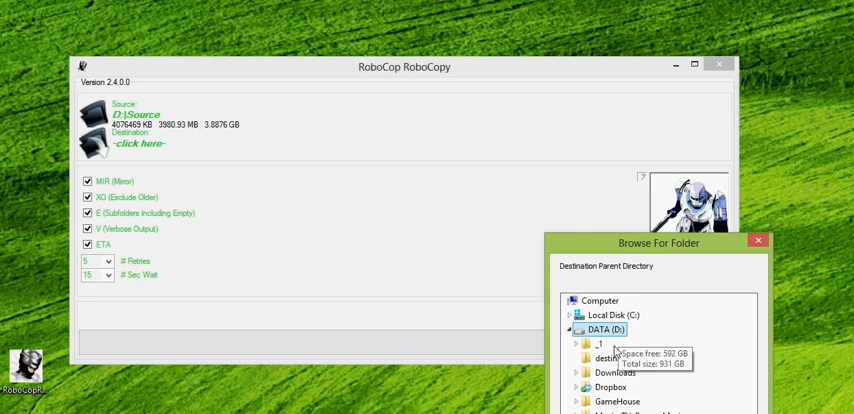 RoboCop RoboCopy
Version 2.4.0.0
Source:
D:\Source
4076469 KB 3980.93 MB 3.8876 GB
Destination:
-click here-
MIR (Mirror)
XO (Exclude Older)
E (Subfolders Including Empty)
V (Verbose Output)
ETA
5 # Retries
15 # Sec Wait
?
Browse For Folder
Destination Parent Directory
Computer
Local Disk (C:)
DATA (D:)
_1
Space free: 592 GB
Total size: 931 GB
Downloads
Dropbox
GameHouse
RoboCopR...